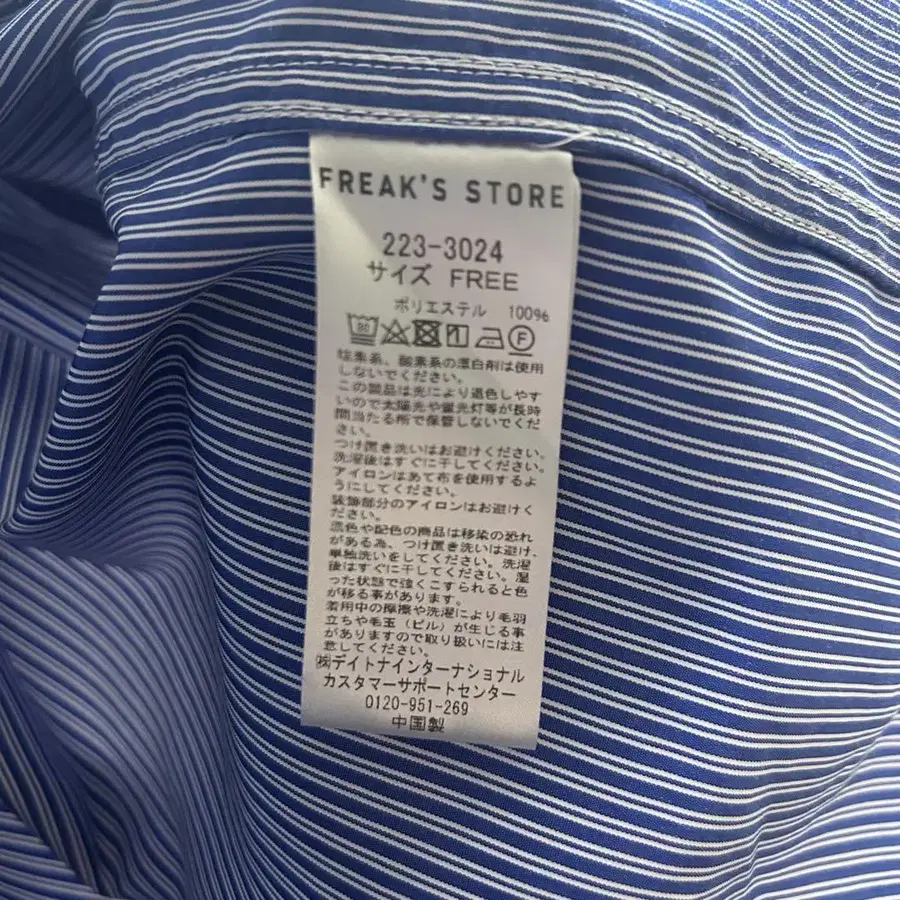 FREAK'S STORE
223-3024
サイズ FREE
ポリエステル 100%
塩素系、酸素系の漂白剤は使用
しないでください。
この製品は光により退色しやす
いので太陽光や蛍光灯等が長時
間当たる所で保管しないでくだ
さい。
つけ置き洗いはお避けください。
洗濯後はすぐに干してください。
アイロンはあて布を使用するよ
うにしてください。
装飾部分のアイロンはお避けく
ださい。
濃色や配色の商品は移染の恐れ
がある為、つけ置き洗いは避け、
単独洗いをしてください。洗濯
後はすぐに干してください。湿
った状態で強くこすられると色
が移る事があります。
着用中の摩擦や洗濯により毛羽
立ちや毛玉（ピル）が生じる事
がありますので取り扱いには注
意してください。
㈱デイトナインターナショナル
カスタマーサポートセンター
0120-951-269
中国製